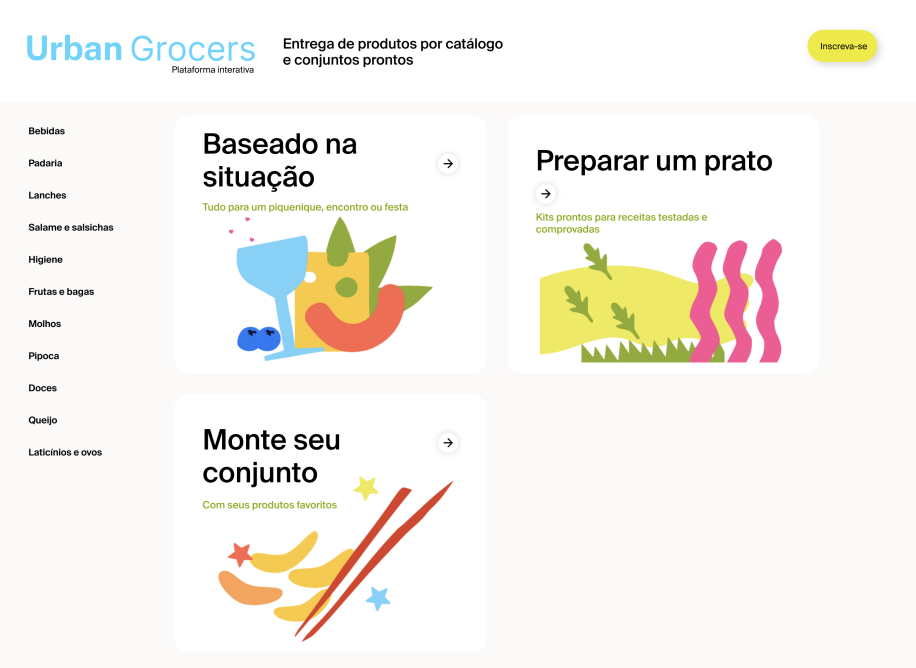 Urban Grocers
Plataforma interativa
Entrega de produtos por catálogo
e conjuntos prontos
Inscreva-se
Bebidas
Padaria
Lanches
Salame e salsichas
Higiene
Frutas e bagas
Molhos
Pipoca
Doces
Queijo
Laticínios e ovos
Baseado na
situação
Tudo para um piquenique, encontro ou festa
Preparar um prato
Kits prontos para receitas testadas e
comprovadas
Monte seu
conjunto
Com seus produtos favoritos